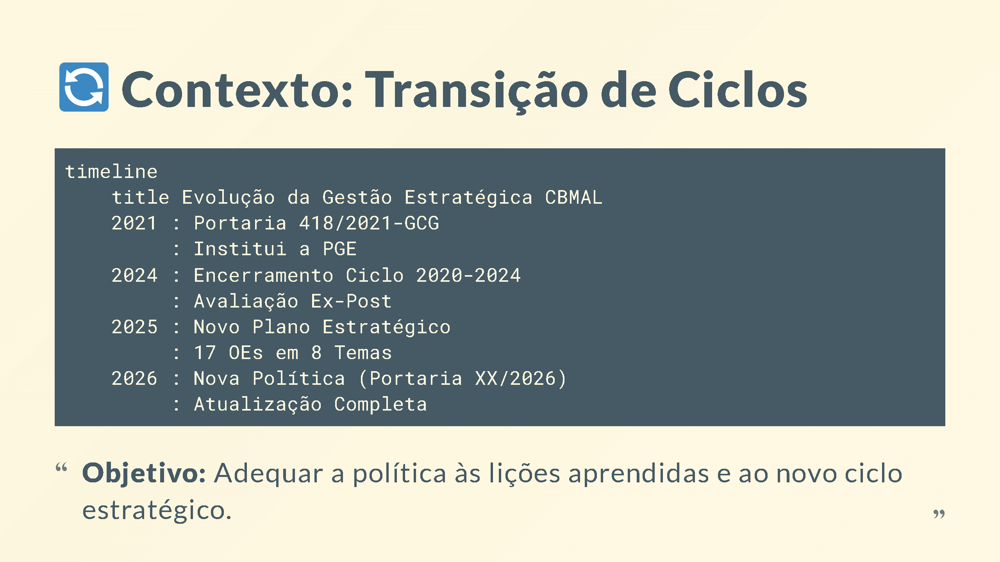 Contexto: Transição de Ciclos
timeline
    title Evolução da Gestão Estratégica CBMAL
    2021 : Portaria 418/2021-GCG
         : Institui a PGE
    2024 : Encerramento Ciclo 2020-2024
         : Avaliação Ex-Post
    2025 : Novo Plano Estratégico
         : 17 OEs em 8 Temas
    2026 : Nova Política (Portaria XX/2026)
         : Atualização Completa
“ Objetivo: Adequar a política às lições aprendidas e ao novo ciclo
estratégico. ”